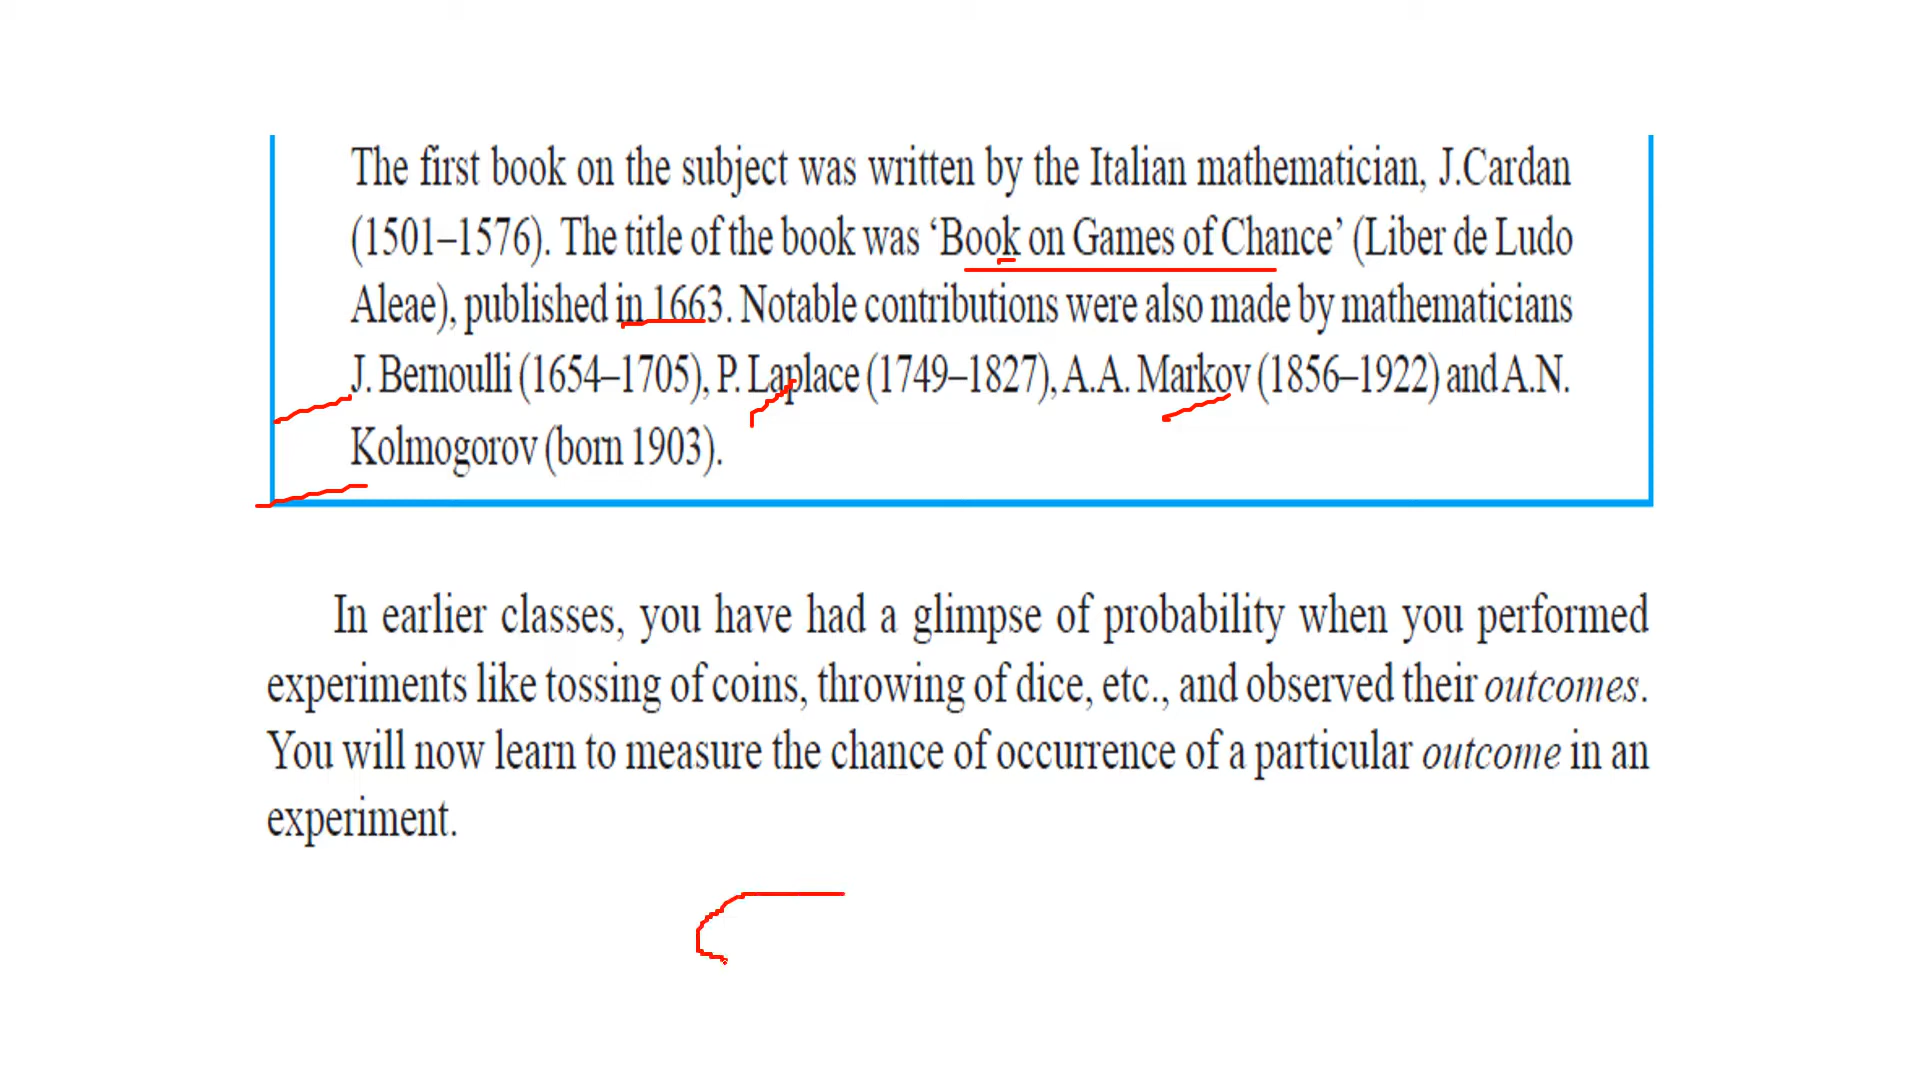 The first book on the subject was written by the Italian mathematician, J.Cardan
(1501–1576). The title of the book was ‘Book on Games of Chance’ (Liber de Ludo
Aleae), published in 1663. Notable contributions were also made by mathematicians
J. Bernoulli (1654–1705), P. Laplace (1749–1827), A.A. Markov (1856–1922) and A.N.
Kolmogorov (born 1903).
In earlier classes, you have had a glimpse of probability when you performed
experiments like tossing of coins, throwing of dice, etc., and observed their outcomes.
You will now learn to measure the chance of occurrence of a particular outcome in an
experiment.